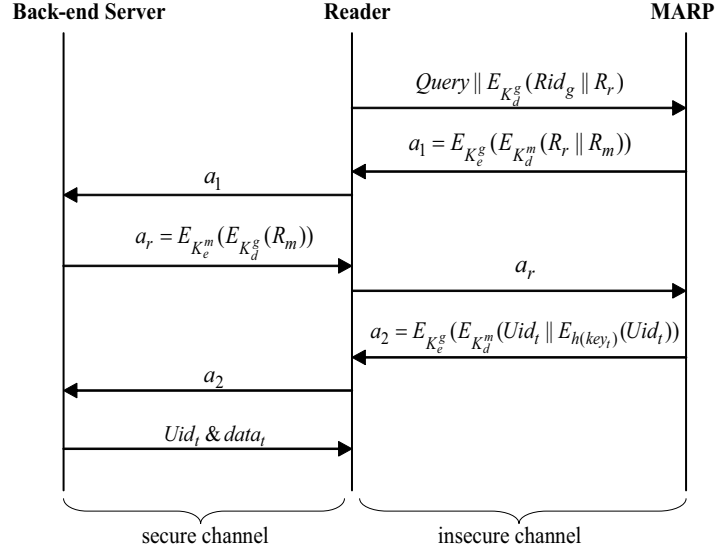 Back-end Server Reader MARP
Query || E_{K_d^g}(Rid_g || R_r)
a_1 = E_{K_e^g}(E_{K_d^m}(R_r || R_m))
a_1
a_r = E_{K_e^m}(E_{K_d^g}(R_m))
a_r
a_2 = E_{K_e^g}(E_{K_d^m}(Uid_t || E_{h(key_t)}(Uid_t))
a_2
Uid_t & data_t
secure channel insecure channel